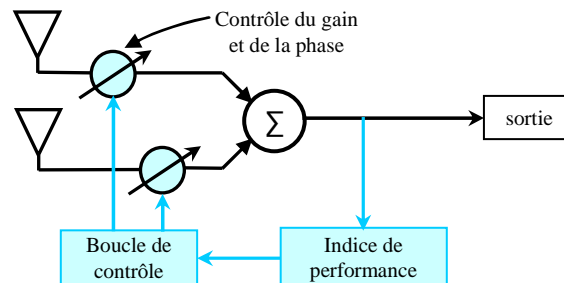 Contrôle du gain
et de la phase
Σ
sortie
Boucle de
contrôle
Indice de
performance